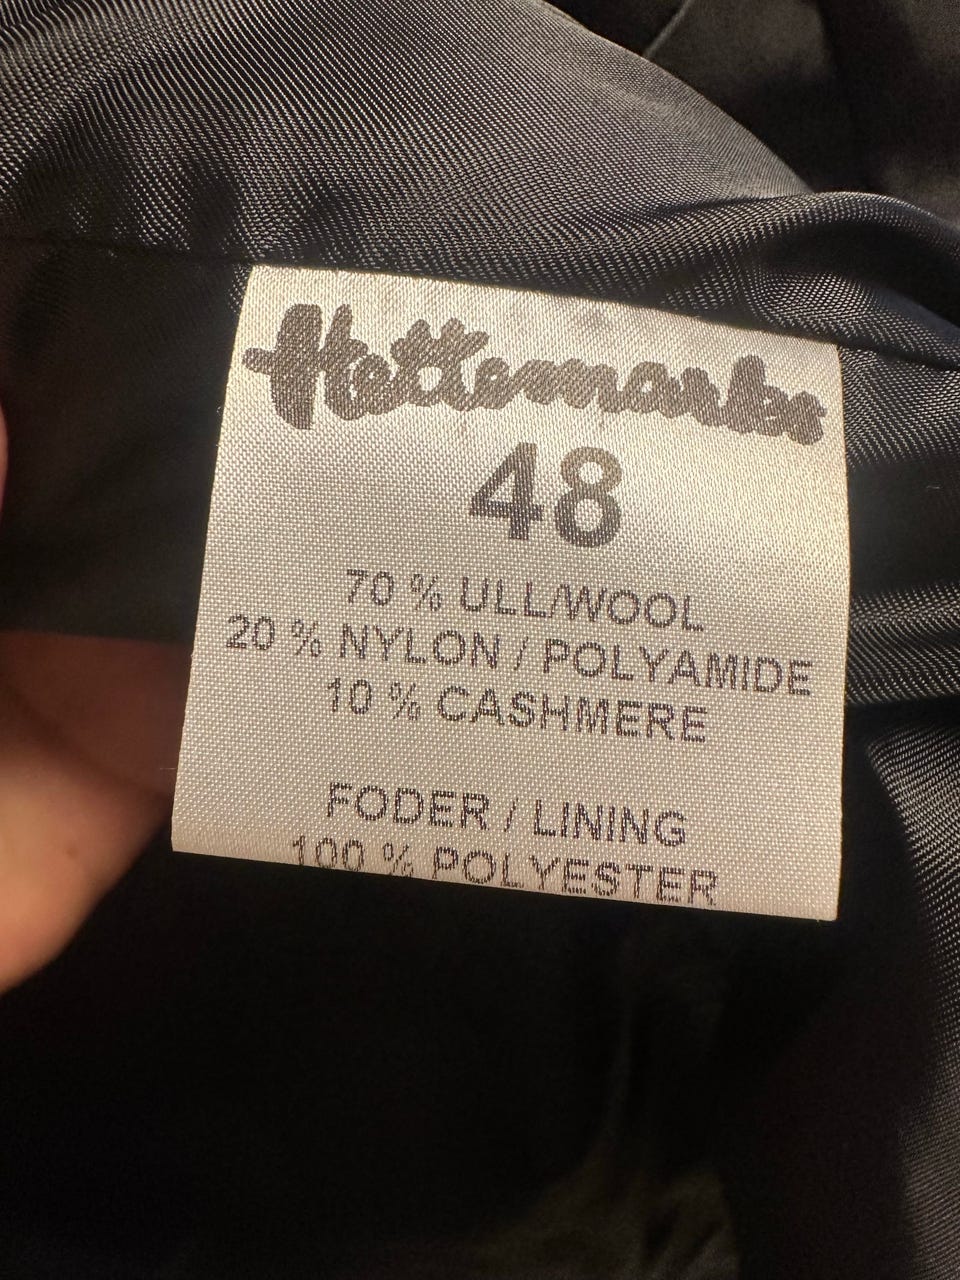 Hettemarks
48
70 % ULL/WOOL
20 % NYLON / POLYAMIDE
10 % CASHMERE
FODER / LINING
100 % POLYESTER